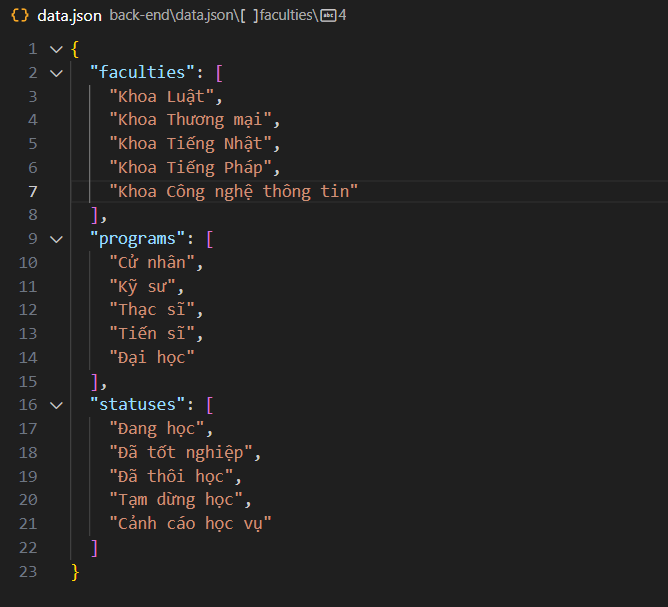 {} data.json back-end\data.json\[ ]faculties\abc4
1 {
2 "faculties": [
3 "Khoa Luật",
4 "Khoa Thương mại",
5 "Khoa Tiếng Nhật",
6 "Khoa Tiếng Pháp",
7 "Khoa Công nghệ thông tin"
8 ],
9 "programs": [
10 "Cử nhân",
11 "Kỹ sư",
12 "Thạc sĩ",
13 "Tiến sĩ",
14 "Đại học"
15 ],
16 "statuses": [
17 "Đang học",
18 "Đã tốt nghiệp",
19 "Đã thôi học",
20 "Tạm dừng học",
21 "Cảnh cáo học vụ"
22 ]
23 }